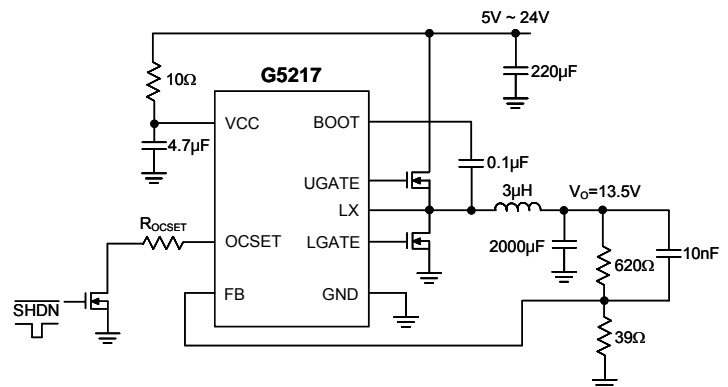 5V ~ 24V
10Ω
G5217
220µF
VCC
BOOT
4.7µF
0.1µF
UGATE
3µH
VO=13.5V
LX
ROCSET
OCSET
LGATE
2000µF
620Ω
10nF
SHDN
FB
GND
39Ω